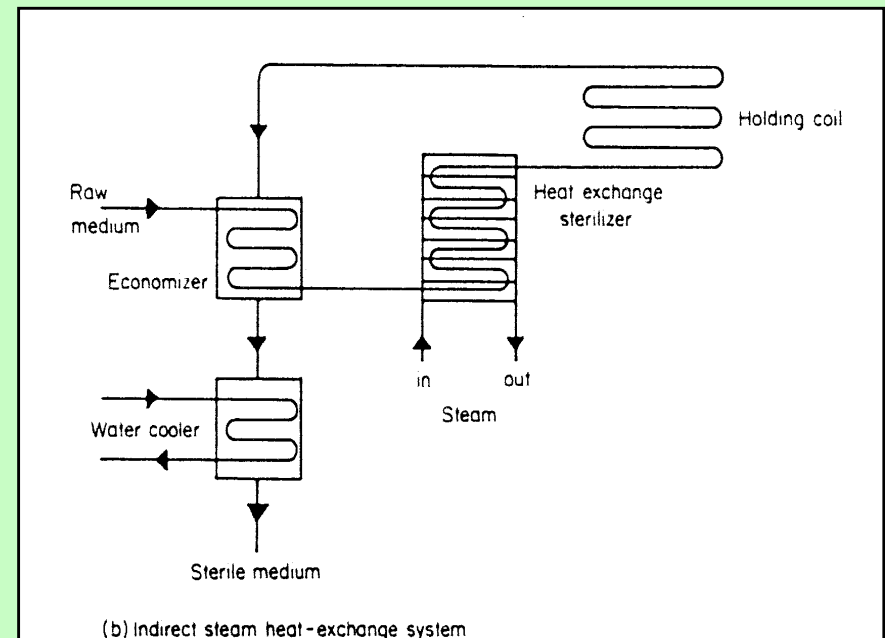 Holding coil
Raw
medium
Heat exchange
sterilizer
Economizer
in
out
Steam
Water cooler
Sterile medium
(b) Indirect steam heat-exchange system